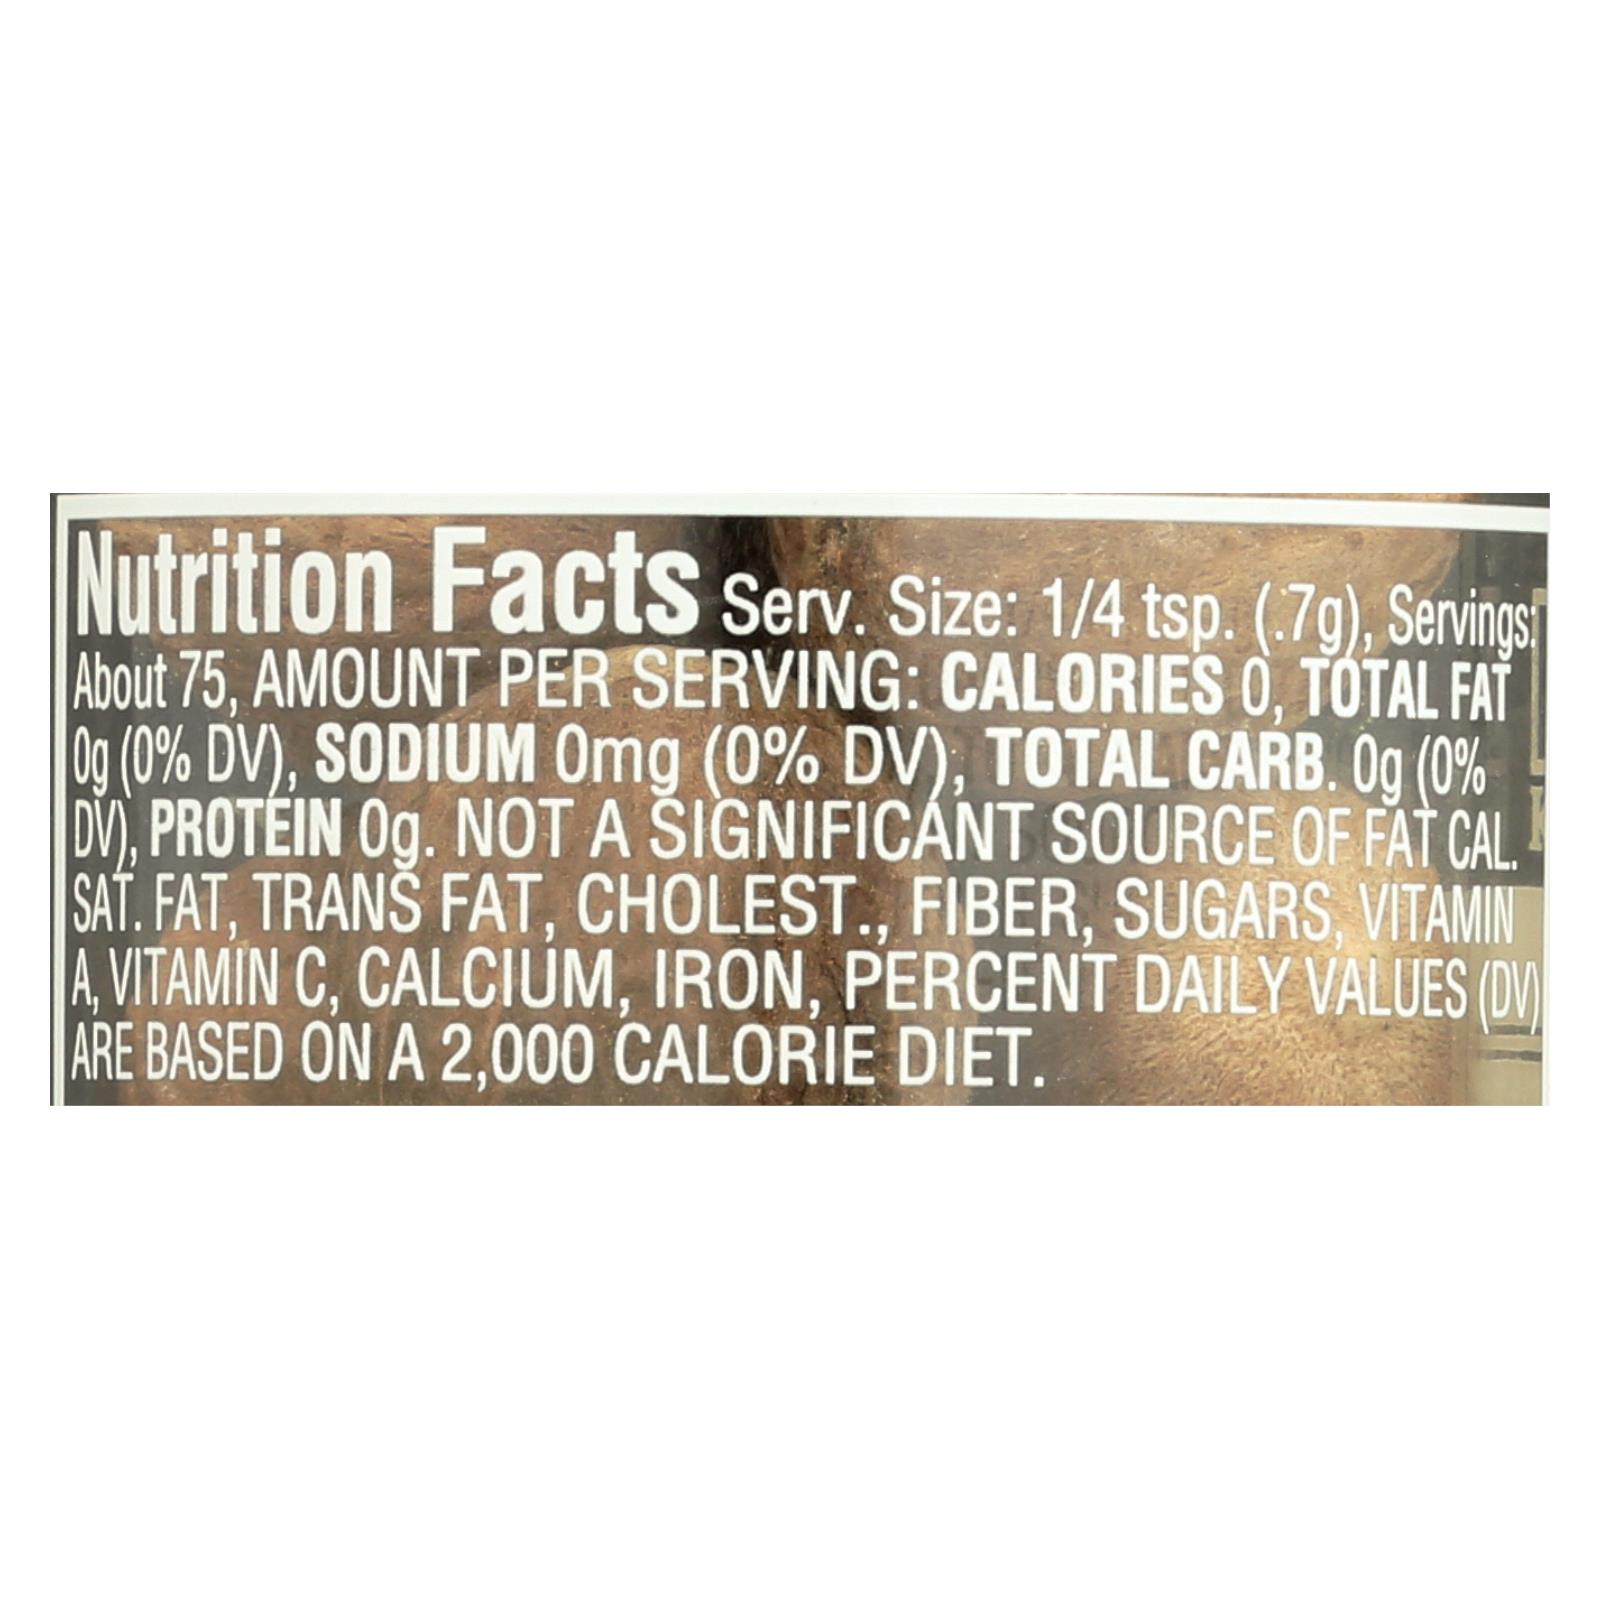 Nutrition Facts Serv. Size: 1/4 tsp. (.7g), Servings:
About 75, AMOUNT PER SERVING: CALORIES 0, TOTAL FAT
0g (0% DV), SODIUM 0mg (0% DV), TOTAL CARB. 0g (0%
DV), PROTEIN 0g. NOT A SIGNIFICANT SOURCE OF FAT CAL.
SAT. FAT, TRANS FAT, CHOLEST., FIBER, SUGARS, VITAMIN
A, VITAMIN C, CALCIUM, IRON, PERCENT DAILY VALUES (DV)
ARE BASED ON A 2,000 CALORIE DIET.